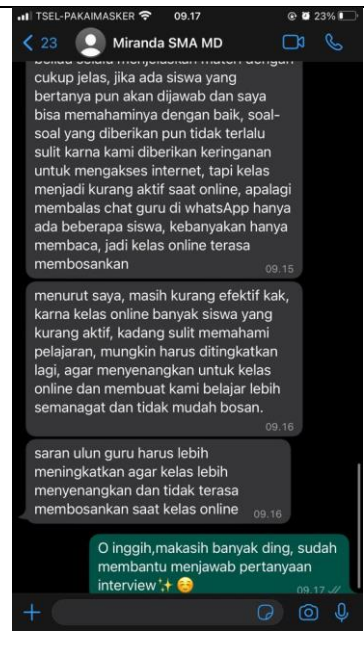 TSEL-PAKAIMASKER 09.17 23%
23 Miranda SMA MD
beliau selalu menjelaskan materi dengan
cukup jelas, jika ada siswa yang
bertanya pun akan dijawab dan saya
bisa memahaminya dengan baik, soal-
soal yang diberikan pun tidak terlalu
sulit karna kami diberikan keringanan
untuk mengakses internet, tapi kelas
menjadi kurang aktif saat online, apalagi
membalas chat guru di whatsApp hanya
ada beberapa siswa, kebanyakan hanya
membaca, jadi kelas online terasa
membosankan
09.15
menurut saya, masih kurang efektif kak,
karna kelas online banyak siswa yang
kurang aktif, kadang sulit memahami
pelajaran, mungkin harus ditingkatkan
lagi, agar menyenangkan untuk kelas
online dan membuat kami belajar lebih
semanagat dan tidak mudah bosan.
09.16
saran ulun guru harus lebih
meningkatkan agar kelas lebih
menyenangkan dan tidak terasa
membosankan saat kelas online 09.16
O inggih,makasih banyak ding, sudah
membantu menjawab pertanyaan
interview✨😊
09.17